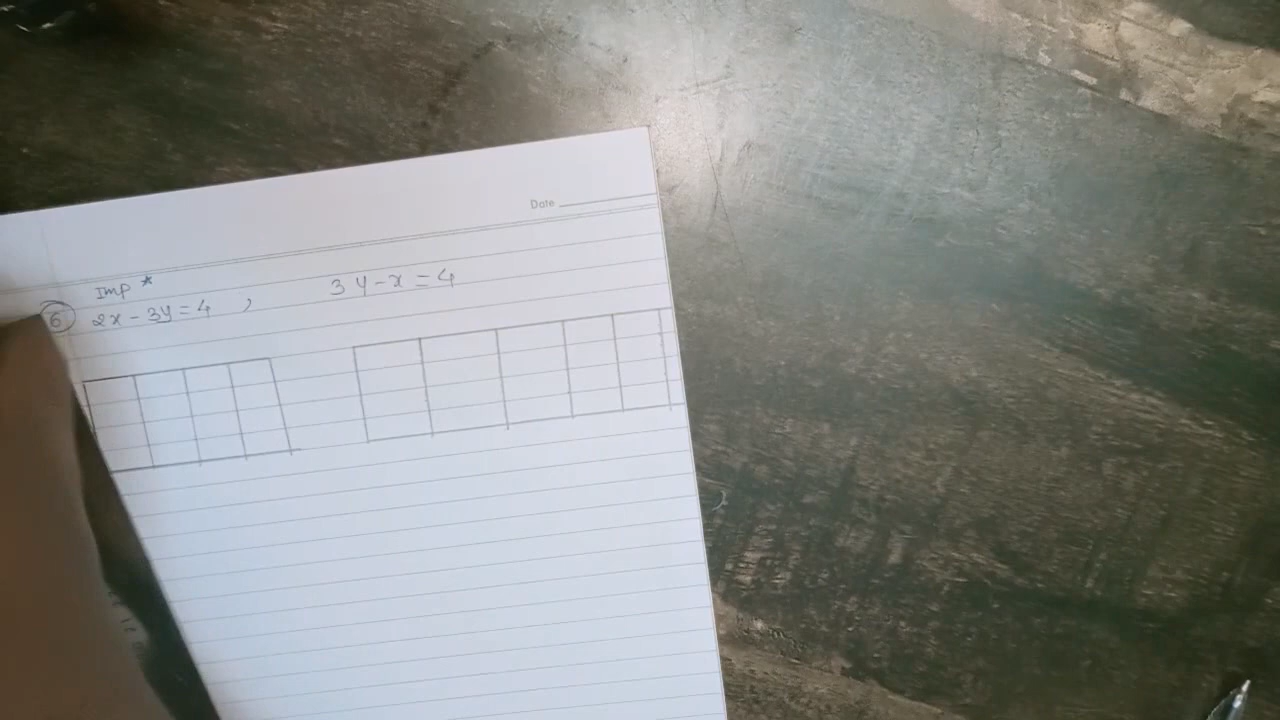 Date
Imp *
6 2x - 3y = 4 , 3y - x = 4